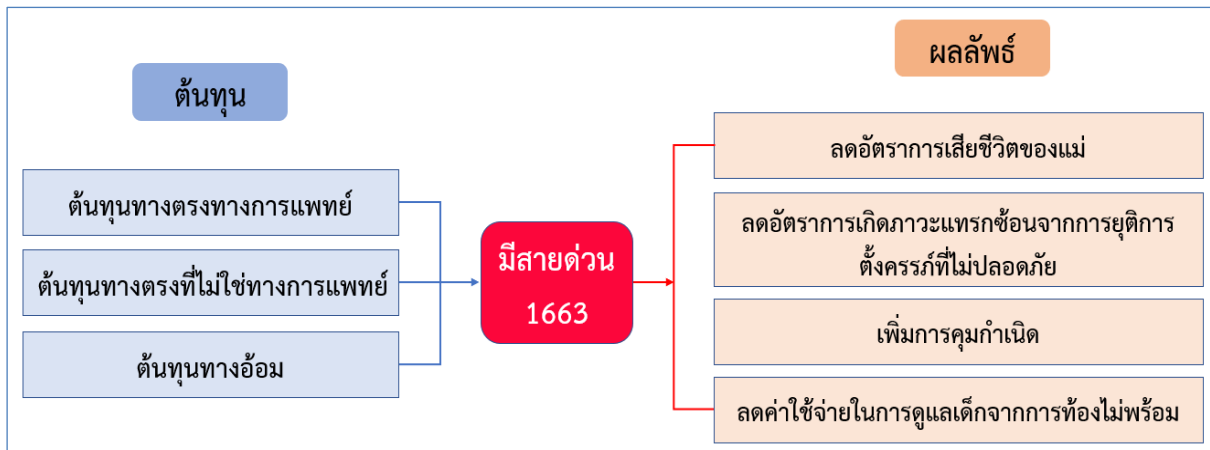 ต้นทุน
ต้นทุนทางตรงทางการแพทย์
ต้นทุนทางตรงที่ไม่ใช่ทางการแพทย์
ต้นทุนทางอ้อม
มีสายด่วน
1663
ผลลัพธ์
ลดอัตราการเสียชีวิตของแม่
ลดอัตราการเกิดภาวะแทรกซ้อนจากการยุติการ
ตั้งครรภ์ที่ไม่ปลอดภัย
เพิ่มการคุมกำเนิด
ลดค่าใช้จ่ายในการดูแลเด็กจากการท้องไม่พร้อม